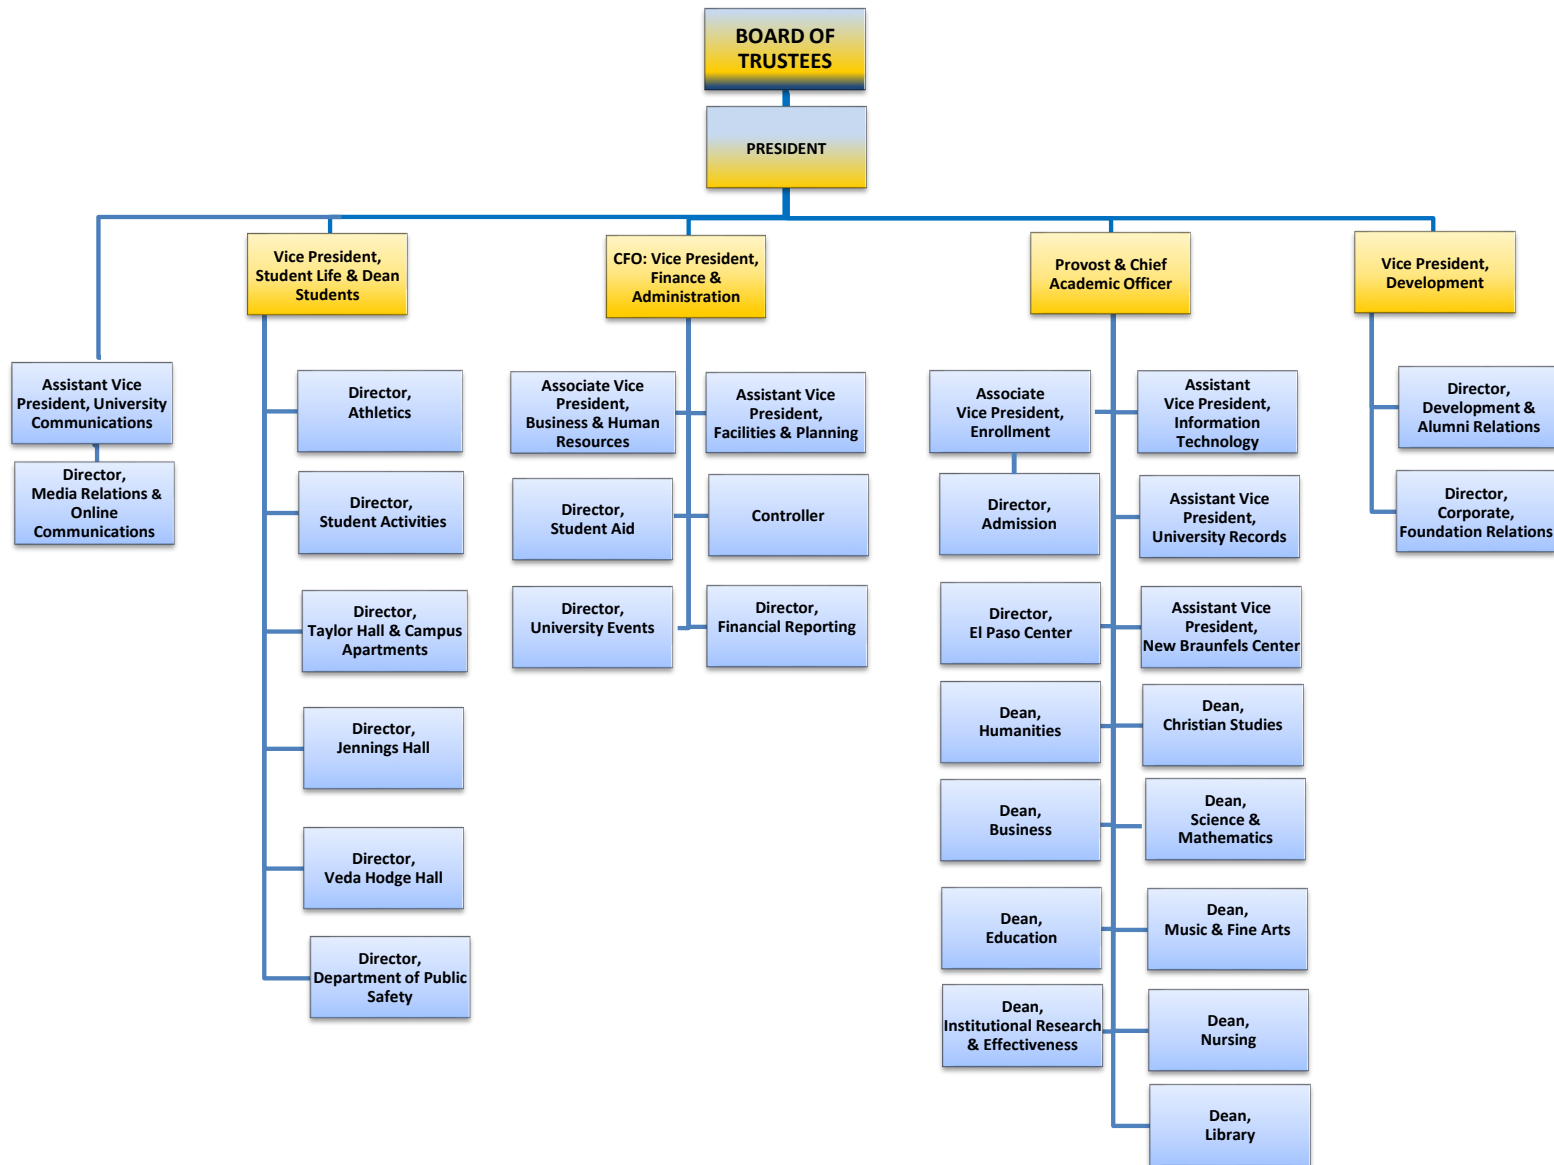 BOARD OF
TRUSTEES
PRESIDENT
Vice President,
Student Life & Dean
Students
CFO: Vice President,
Finance &
Administration
Provost & Chief
Academic Officer
Vice President,
Development
Assistant Vice
President, University
Communications
Director,
Media Relations &
Online
Communications
Director,
Athletics
Director,
Student Activities
Director,
Taylor Hall & Campus
Apartments
Director,
Jennings Hall
Director,
Veda Hodge Hall
Director,
Department of Public
Safety
Associate Vice
President,
Business & Human
Resources
Assistant Vice
President,
Facilities & Planning
Director,
Student Aid
Controller
Director,
University Events
Director,
Financial Reporting
Associate
Vice President,
Enrollment
Assistant
Vice President,
Information
Technology
Director,
Admission
Assistant Vice
President,
University Records
Director,
El Paso Center
Assistant Vice
President,
New Braunfels Center
Dean,
Humanities
Dean,
Christian Studies
Dean,
Business
Dean,
Science &
Mathematics
Dean,
Education
Dean,
Music & Fine Arts
Dean,
Institutional Research
& Effectiveness
Dean,
Nursing
Dean,
Library
Director,
Development &
Alumni Relations
Director,
Corporate,
Foundation Relations